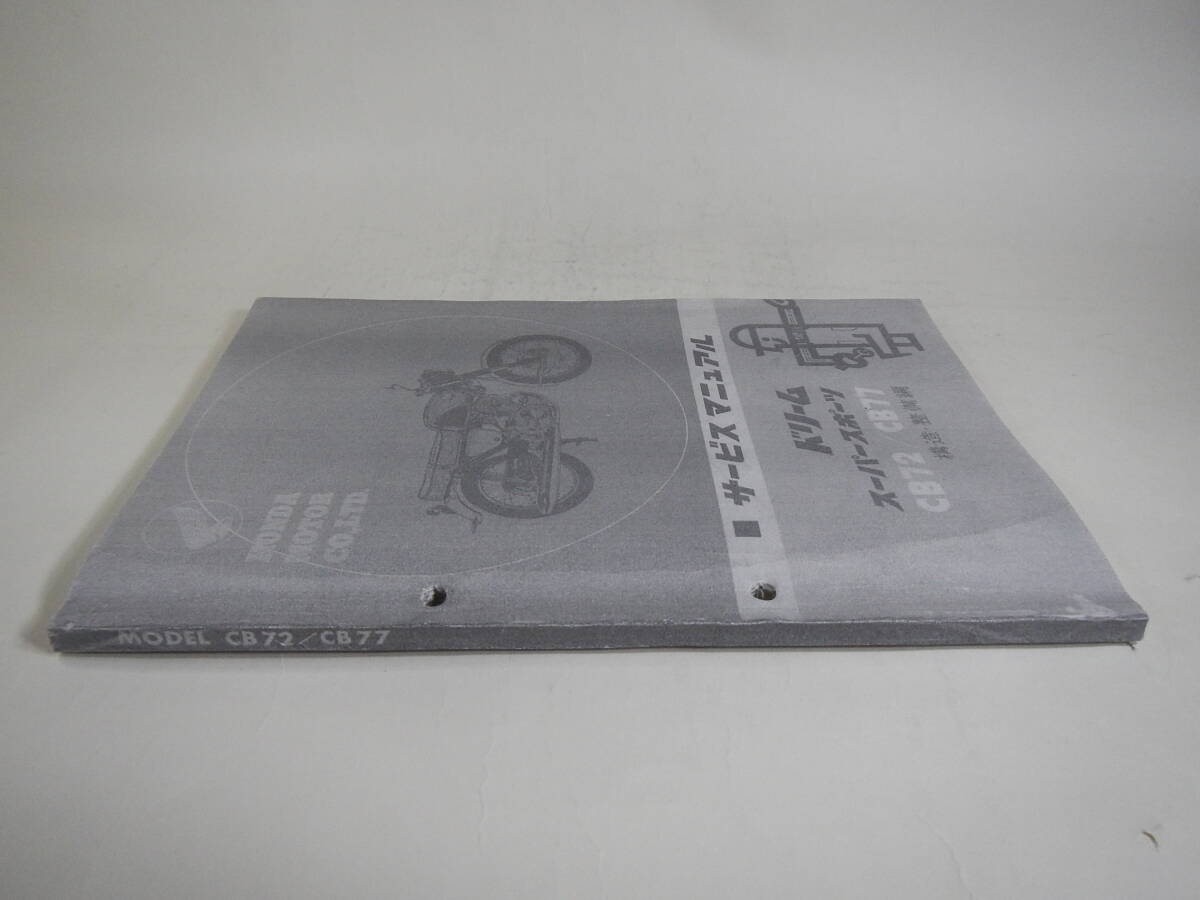 サービスマニュアル
ドリーム
スーパースポーツ
CB72／CB77
構造・整備編
HONDA
MOTOR
CO.,LTD.
MODEL CB72／CB77